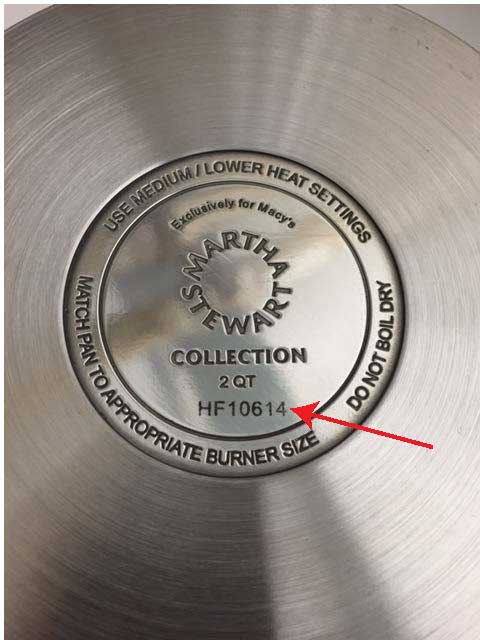 USE MEDIUM / LOWER HEAT SETTINGS
Exclusively for Macy's
MARTHA
STEWART
COLLECTION
2 QT
HF10614
MATCH PAN TO APPROPRIATE BURNER SIZE
DO NOT BOIL DRY